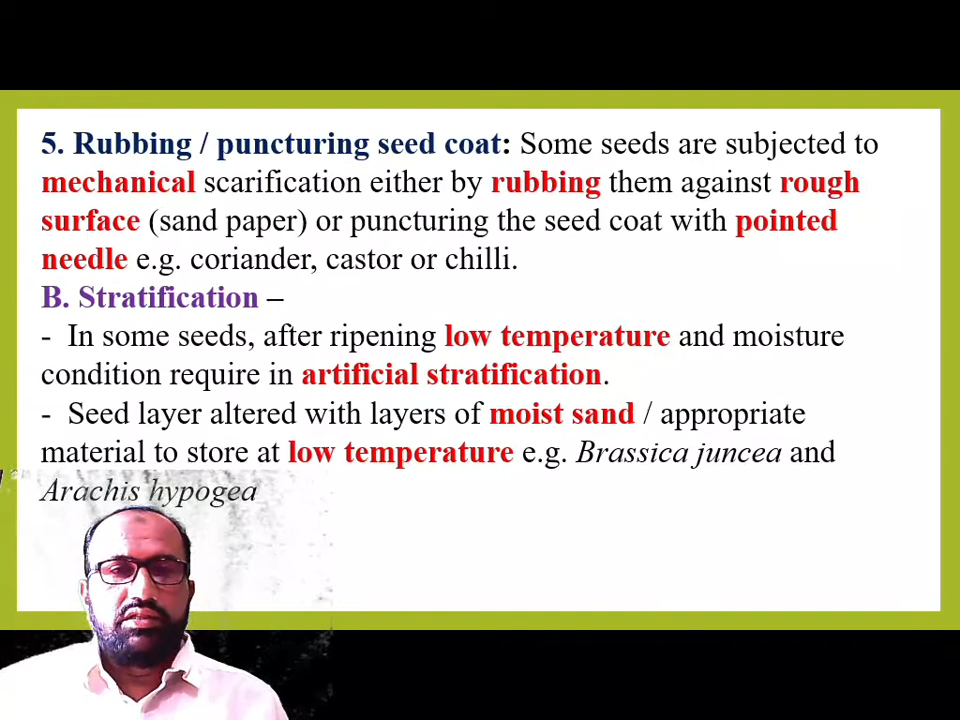 5. Rubbing / puncturing seed coat: Some seeds are subjected to
mechanical scarification either by rubbing them against rough
surface (sand paper) or puncturing the seed coat with pointed
needle e.g. coriander, castor or chilli.
B. Stratification –
- In some seeds, after ripening low temperature and moisture
condition require in artificial stratification.
- Seed layer altered with layers of moist sand / appropriate
material to store at low temperature e.g. Brassica juncea and
Arachis hypogea